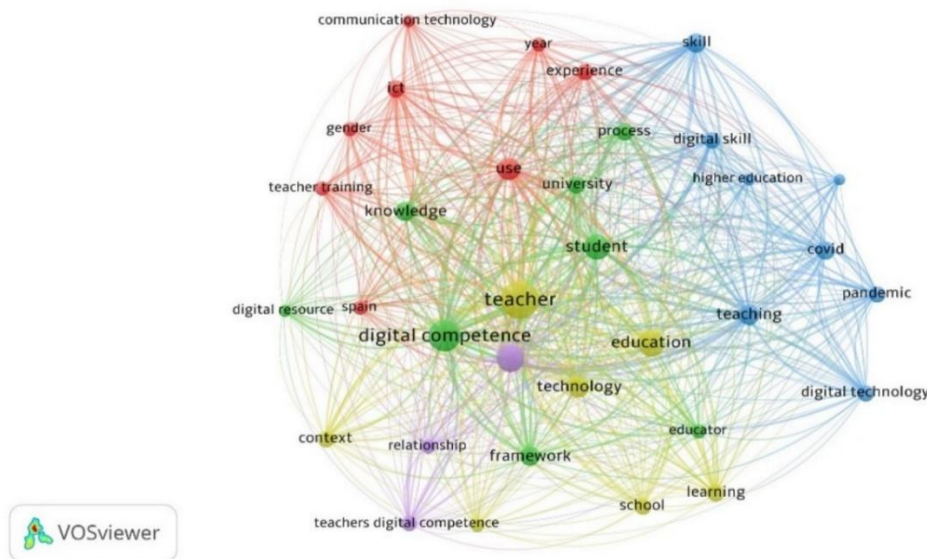 communication technology
skill
year
experience
ict
process
gender
digital skill
use
higher education
university
teacher training
knowledge
student
covid
pandemic
teacher
digital resource
spain
teaching
digital competence
education
technology
digital technology
educator
context
relationship
framework
learning
school
teachers digital competence
VOSviewer